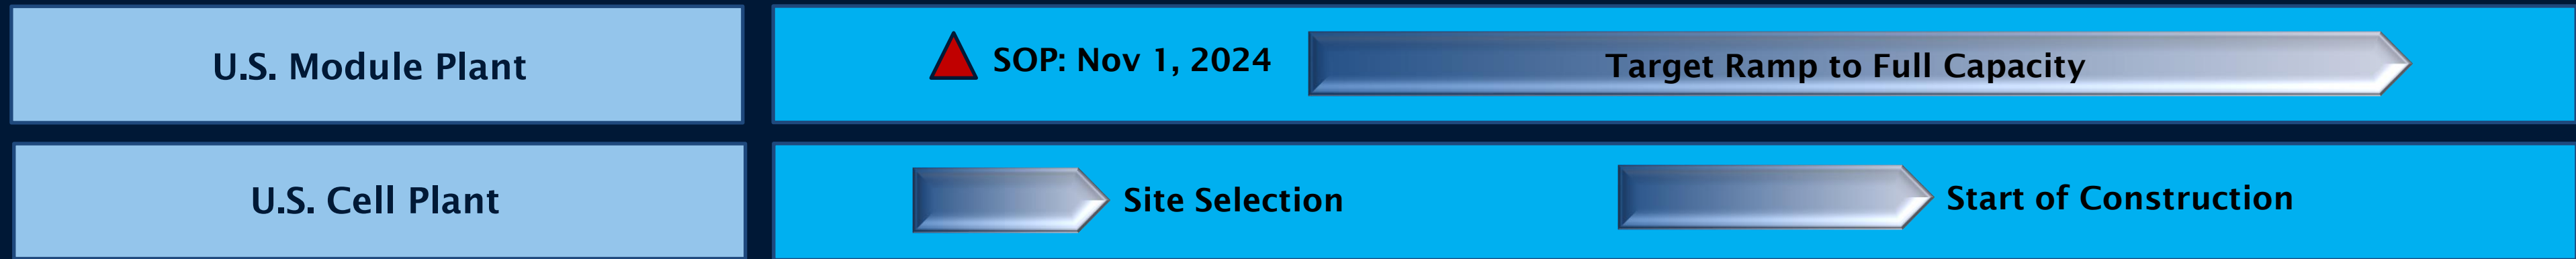 U.S. Module Plant
SOP: Nov 1, 2024
Target Ramp to Full Capacity
U.S. Cell Plant
Site Selection
Start of Construction